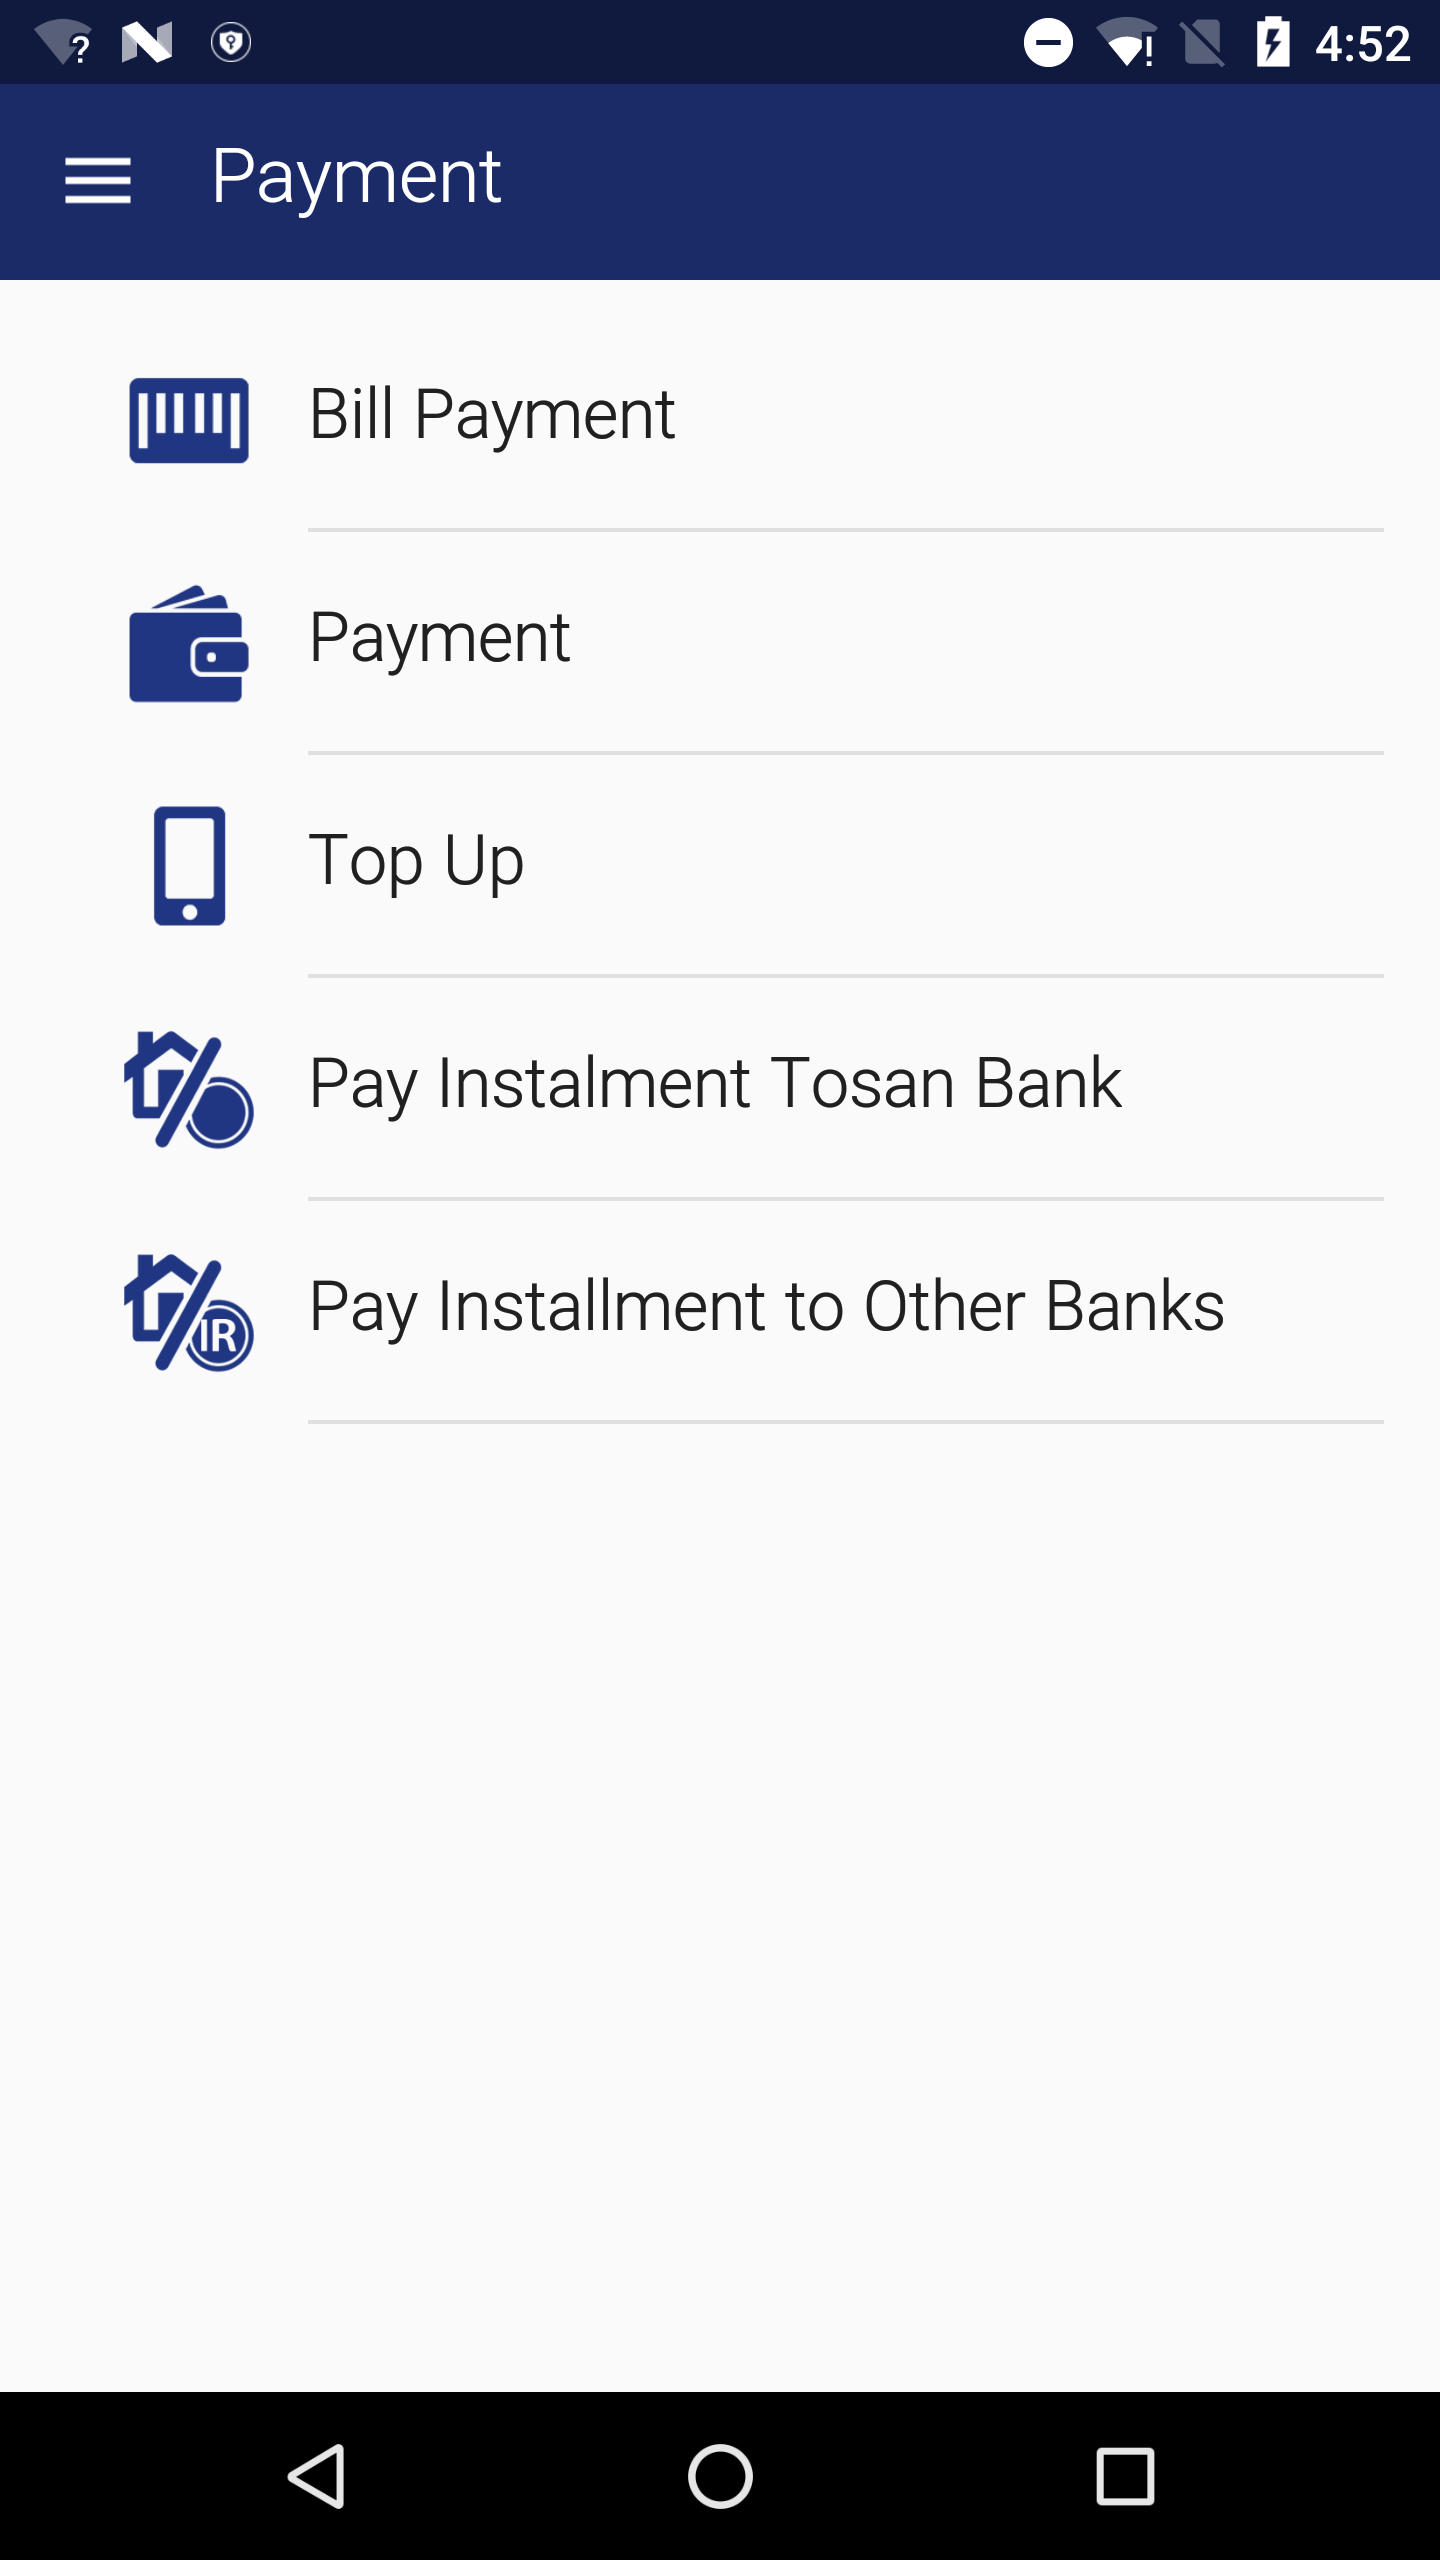 4:52
Payment
Bill Payment
Payment
Top Up
Pay Instalment Tosan Bank
IR
Pay Installment to Other Banks